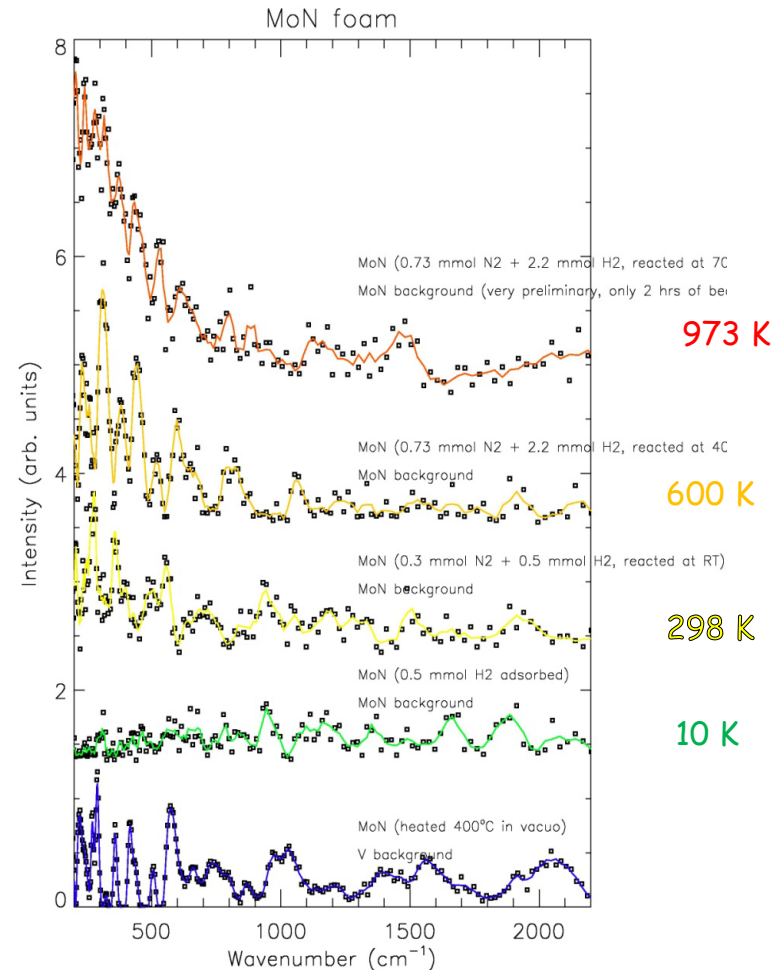 MoN foam
8
6
4
2
0
Intensity (arb. units)
MoN (0.73 mmol N2 + 2.2 mmol H2, reacted at 70
MoN background (very preliminary, only 2 hrs of
973 K
MoN (0.73 mmol N2 + 2.2 mmol H2, reacted at 40
MoN background
600 K
MoN (0.3 mmol N2 + 0.5 mmol H2, reacted at RT)
MoN background
298 K
MoN (0.5 mmol H2 adsorbed)
MoN background
10 K
MoN (heated 400°C in vacuo)
V background
500 1000 1500 2000
Wavenumber (cm⁻¹)